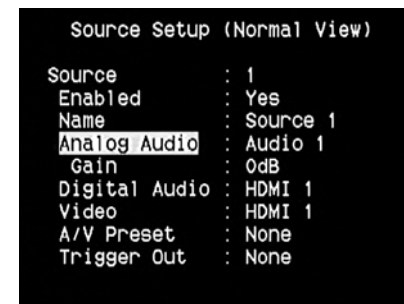 Source Setup (Normal View)
Source : 1
Enabled : Yes
Name : Source 1
Analog Audio : Audio 1
Gain : 0dB
Digital Audio : HDMI 1
Video : HDMI 1
A/V Preset : None
Trigger Out : None